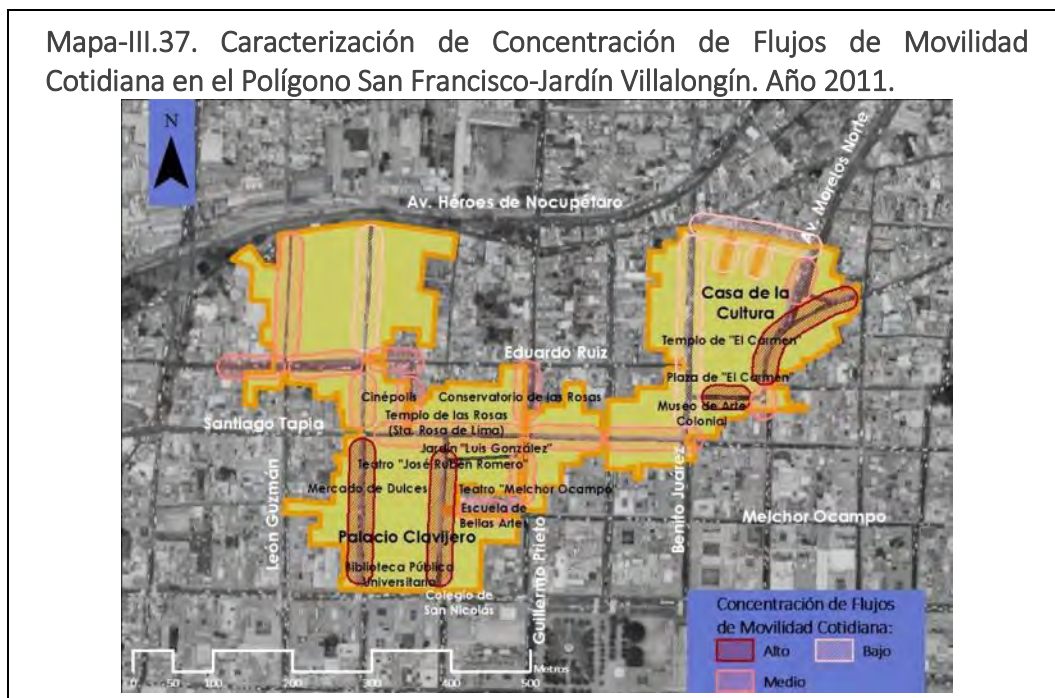 Mapa-III.37. Caracterización de Concentración de Flujos de Movilidad
Cotidiana en el Polígono San Francisco-Jardín Villalongín. Año 2011.
N
Av. Héroes de Nocupétaro
Av. Morelos Norte
Casa de la
Cultura
Templo de "El Carmen"
Eduardo Ruiz
Plaza de "El Carmen"
Cinépolis
Conservatorio de las Rosas
Museo de Arte
Colonial
Templo de las Rosas
(Sta. Rosa de Lima)
Santiago Tapia
Jardín "Luis González"
Teatro "José Rubén Romero"
Mercado de Dulces
Teatro "Melchor Ocampo"
León Guzmán
Escuela de
Bellas Artes
Benito Juárez
Melchor Ocampo
Palacio Clavijero
Guillermo Prieto
Biblioteca Pública
Universitaria
Colegio de
San Nicolás
Concentración de Flujos
de Movilidad Cotidiana:
Alto
Bajo
Medio
Metros
0 50 100 200 300 400 500